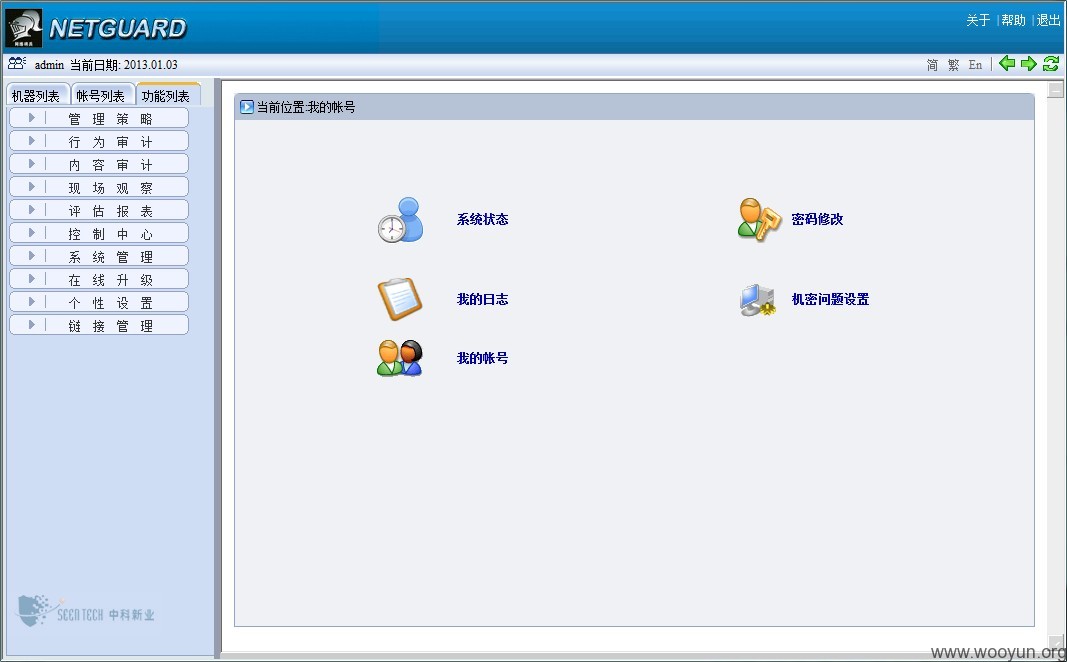 NETGUARD
关于 | 帮助 | 退出
admin 当前日期: 2013.01.03
简 繁 En
机器列表 帐号列表 功能列表
当前位置:我的帐号
管理策略
行为审计
内容审计
现场观察
评估报表
控制中心
系统管理
在线升级
个性设置
链接管理
系统状态
密码修改
我的日志
机密问题设置
我的帐号
SEENTECH 中科新业
www.wooyun.org